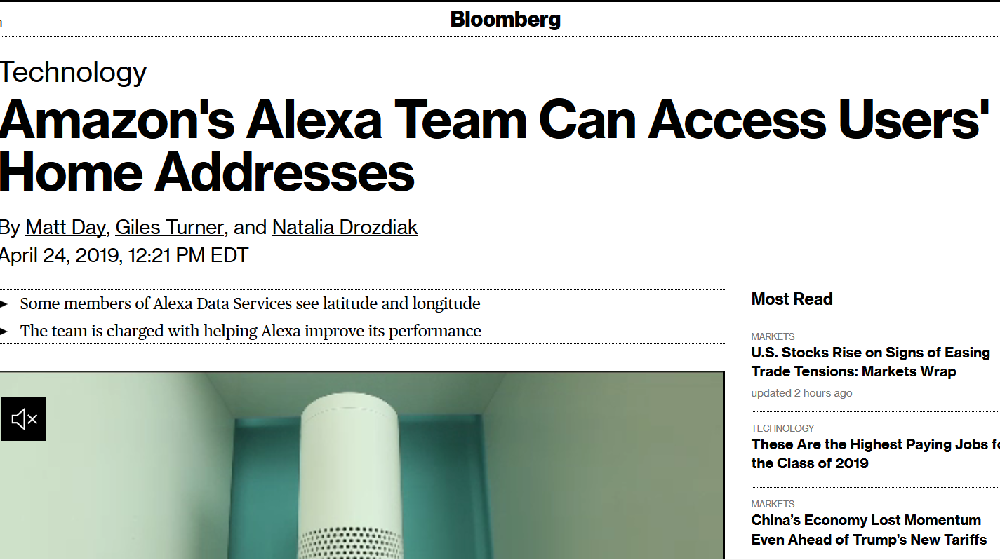 Bloomberg
Technology
Amazon's Alexa Team Can Access Users'
Home Addresses
By Matt Day, Giles Turner, and Natalia Drozdiak
April 24, 2019, 12:21 PM EDT
► Some members of Alexa Data Services see latitude and longitude
► The team is charged with helping Alexa improve its performance
Most Read
MARKETS
U.S. Stocks Rise on Signs of Easing
Trade Tensions: Markets Wrap
updated 2 hours ago
TECHNOLOGY
These Are the Highest Paying Jobs
the Class of 2019
MARKETS
China’s Economy Lost Momentum
Even Ahead of Trump’s New Tariffs